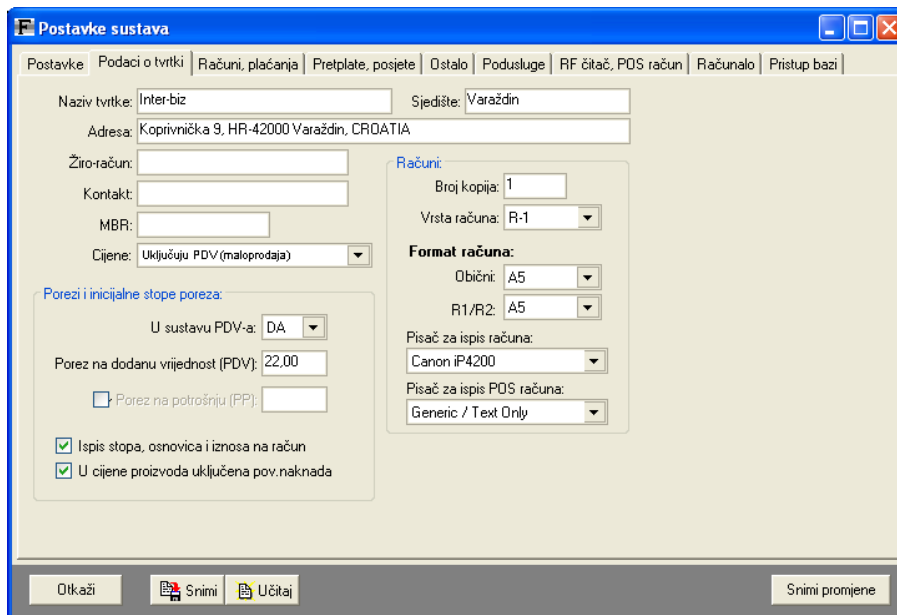 Postavke sustava
Postavke Podaci o tvrtki Računi, plaćanja Pretplate, posjete Ostalo Podusluge RF čitač, POS račun Računalo Pristup bazi
Naziv tvrtke: Inter-biz Sjedište: Varaždin
Adresa: Koprivnička 9, HR-42000 Varaždin, CROATIA
Žiro-račun:
Kontakt:
MBR:
Cijene: Uključuju PDV (maloprodaja)
Porezi i inicijalne stope poreza:
U sustavu PDV-a: DA
Porez na dodanu vrijednost (PDV): 22,00
Porez na potrošnju (PP):
Ispis stopa, osnovica i iznosa na račun
U cijene proizvoda uključena pov.naknada
Računi:
Broj kopija: 1
Vrsta računa: R-1
Format računa:
Obični: A5
R1/R2: A5
Pisač za ispis računa:
Canon iP4200
Pisač za ispis POS računa:
Generic / Text Only
Otkaži Snimi Učitaj Snimi promjene